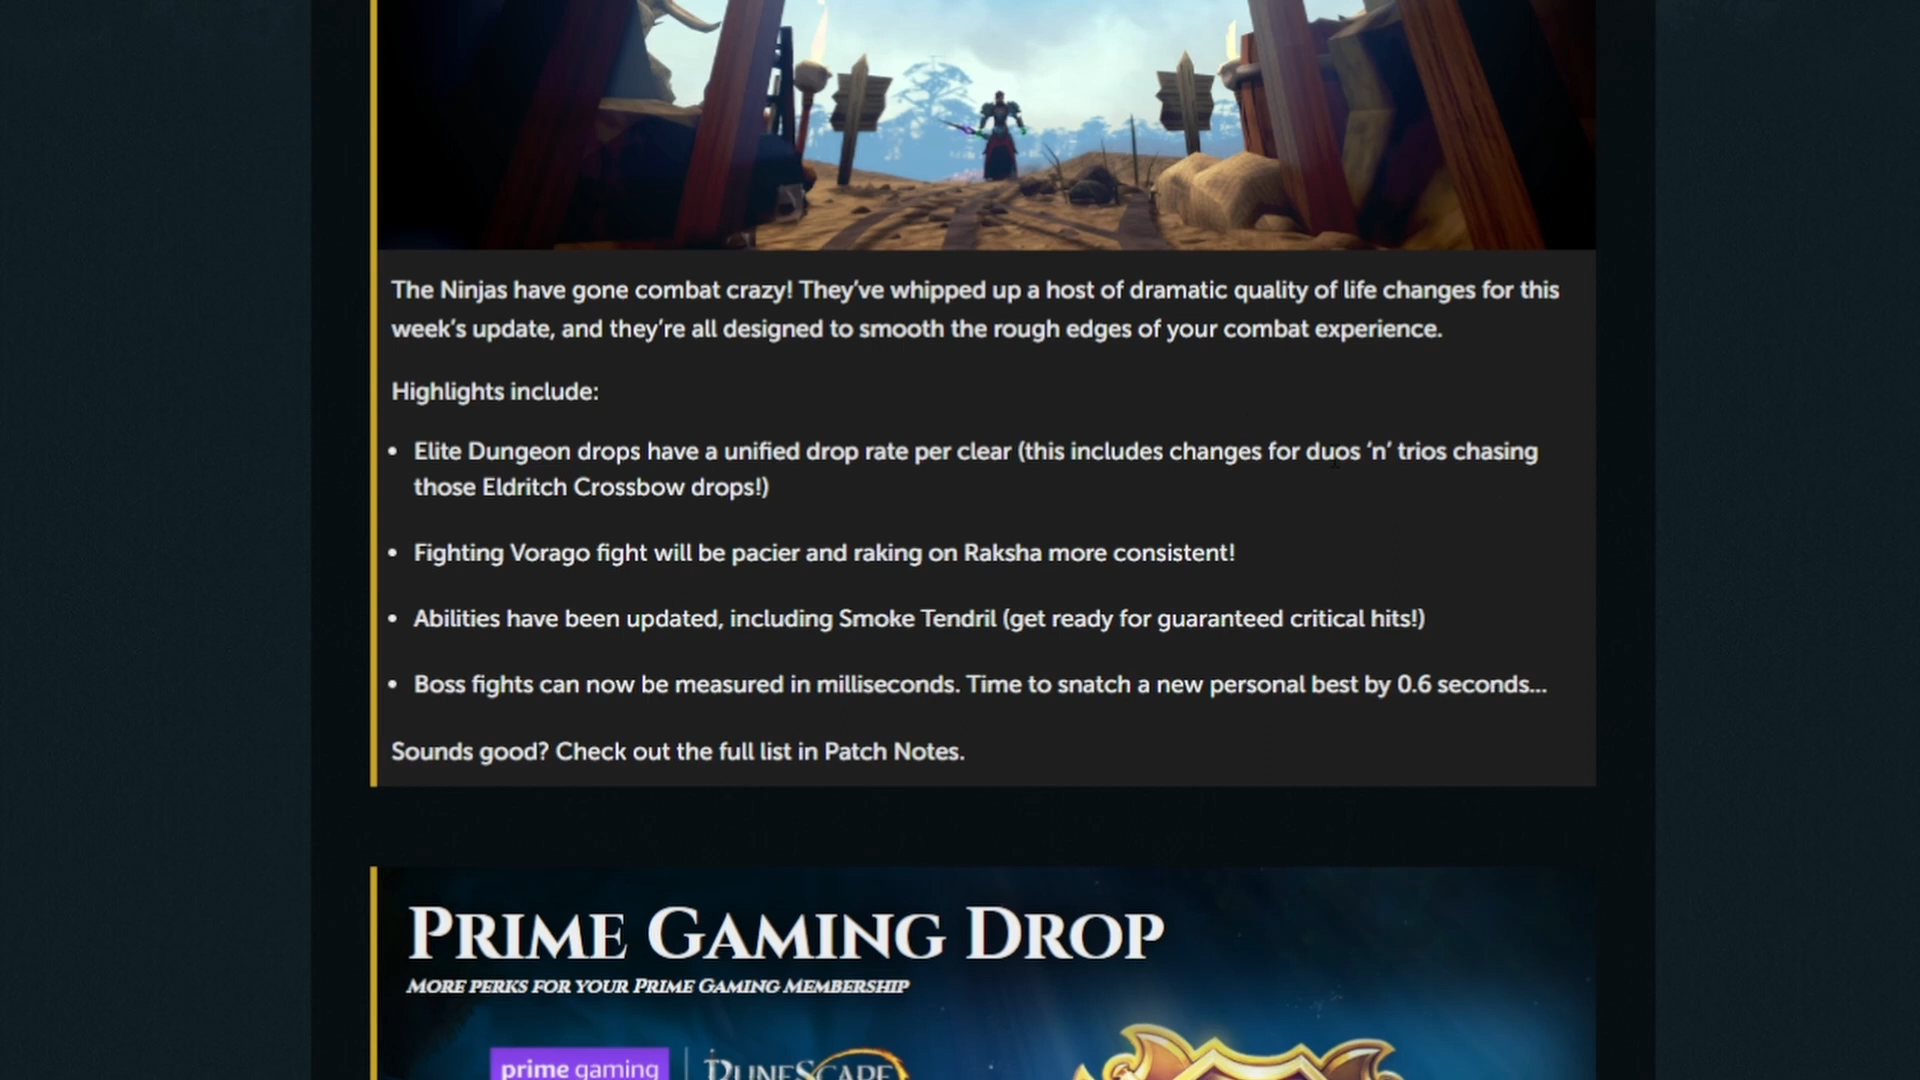 The Ninjas have gone combat crazy! They've whipped up a host of dramatic quality of life changes for this
week's update, and they're all designed to smooth the rough edges of your combat experience.
Highlights include:
• Elite Dungeon drops have a unified drop rate per clear (this includes changes for duos 'n' trios chasing
those Eldritch Crossbow drops!)
• Fighting Vorago fight will be pacier and raking on Raksha more consistent!
• Abilities have been updated, including Smoke Tendril (get ready for guaranteed critical hits!)
• Boss fights can now be measured in milliseconds. Time to snatch a new personal best by 0.6 seconds...
Sounds good? Check out the full list in Patch Notes.
PRIME GAMING DROP
MORE PERKS FOR YOUR PRIME GAMING MEMBERSHIP
prime gaming
RUNESCAPE